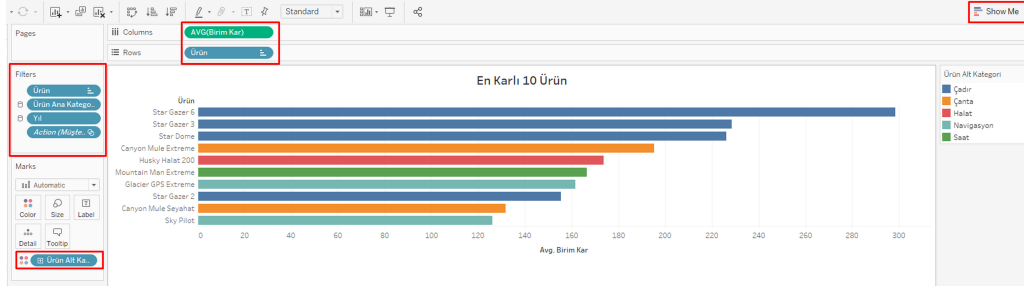 Standard
Show Me
Pages
Columns
AVG(Birim Kar)
Rows
Ürün
Filters
Ürün
Ürün Ana Katego..
Yıl
Action (Müşte..
Marks
Automatic
Color
Size
Label
Detail
Tooltip
Ürün Alt Ka..
En Karlı 10 Ürün
Ürün
Star Gazer 6
Star Gazer 3
Star Dome
Canyon Mule Extreme
Husky Halat 200
Mountain Man Extreme
Glacier GPS Extreme
Star Gazer 2
Canyon Mule Seyahat
Sky Pilot
0 20 40 60 80 100 120 140 160 180 200 220 240 260 280 300
Avg. Birim Kar
Ürün Alt Kategori
Çadır
Çanta
Halat
Navigasyon
Saat